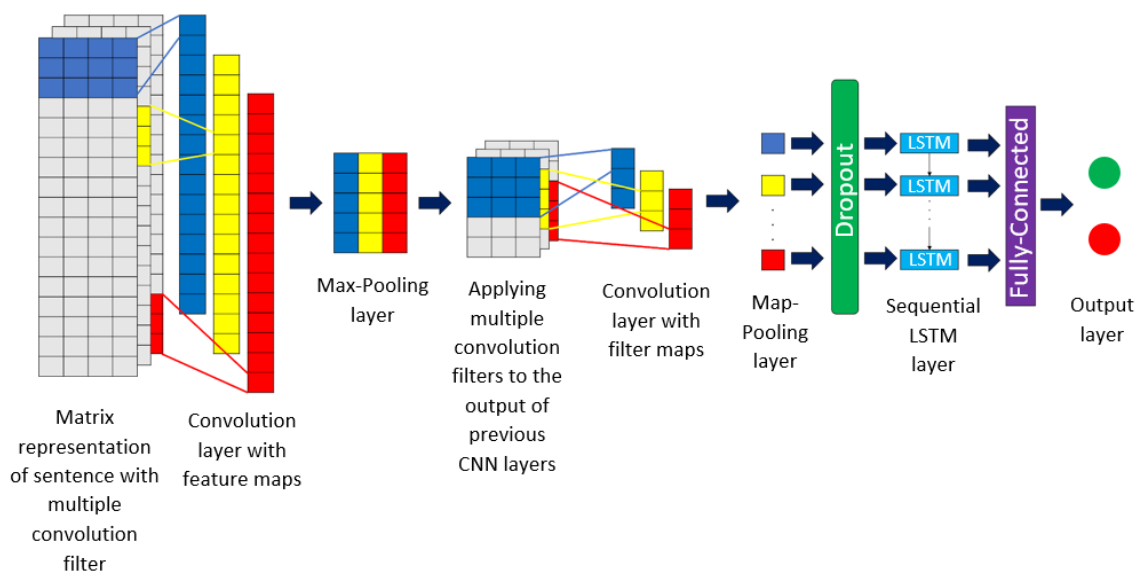 Matrix
representation
of sentence with
multiple
convolution
filter
Convolution
layer with
feature maps
Max-Pooling
layer
Applying
multiple
convolution
filters to the
output of
previous
CNN layers
Convolution
layer with
filter maps
Map-
Pooling
layer
Dropout
LSTM
LSTM
LSTM
Sequential
LSTM
layer
Fully-Connected
Output
layer